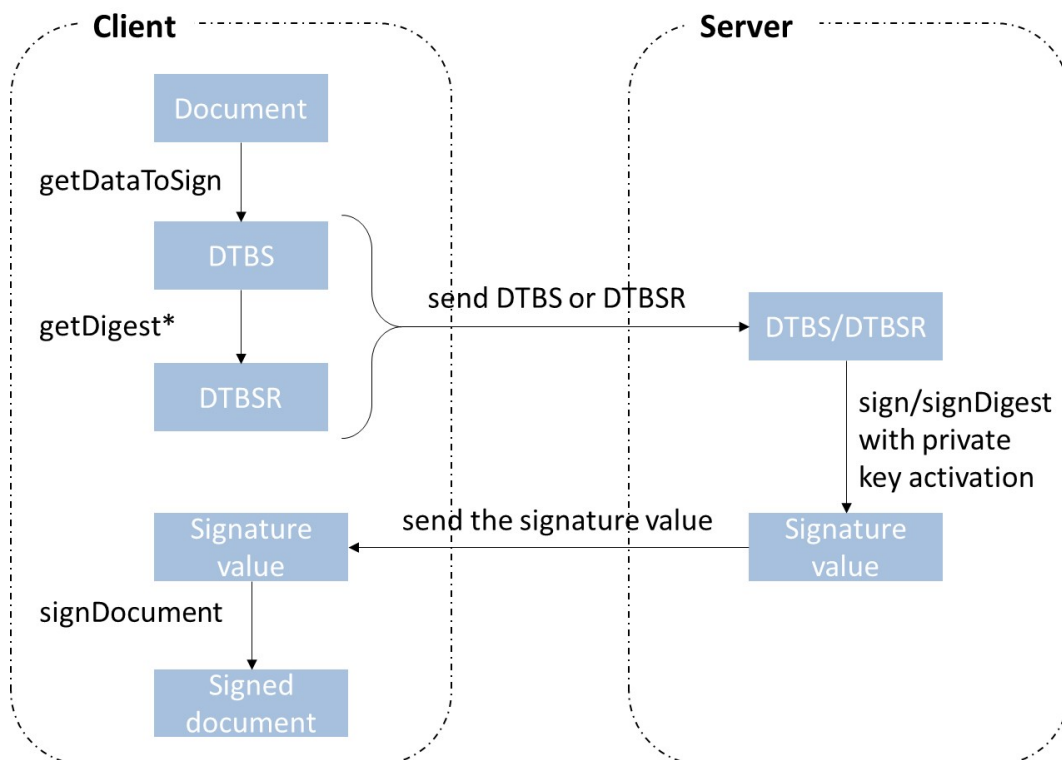 Client
Server
Document
getDataToSign
DTBS
getDigest*
DTBSR
send DTBS or DTBSR
DTBS/DTBSR
sign/signDigest
with private
key activation
Signature
value
send the signature value
Signature
value
signDocument
Signed
document